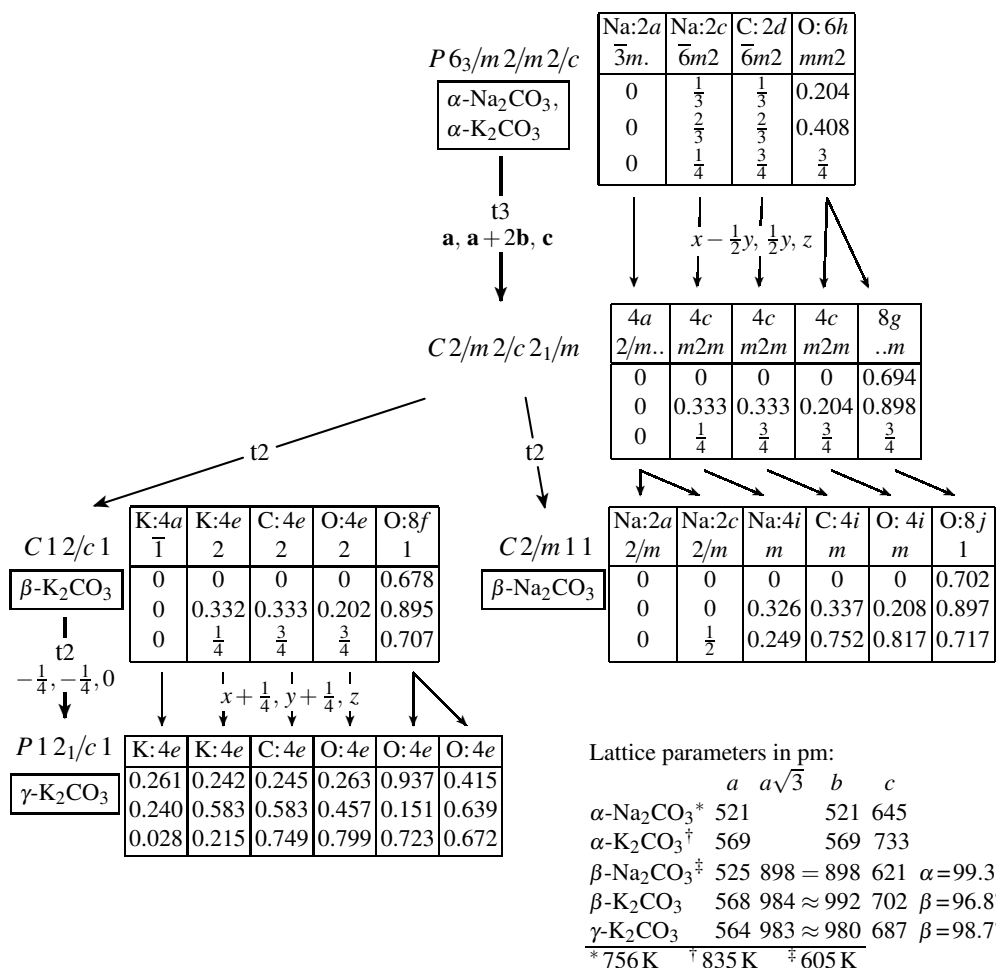 Na:2a Na:2c C:2d O:6h
P 6₃/m 2/m 2/c 3̅m. 6̅m2 6̅m2 mm2
α-Na₂CO₃, α-K₂CO₃
0 1/3 1/3 0.204
0 2/3 2/3 0.408
0 1/4 3/4 3/4
t3
a, a + 2b, c
x − 1/2y, 1/2y, z
C 2/m 2/c 2₁/m
4a 4c 4c 4c 8g
2/m.. m2m m2m m2m ..m
0 0 0 0 0.694
0 0.333 0.333 0.204 0.898
0 1/4 3/4 3/4 3/4
t2
t2
C 1 2/c 1
β-K₂CO₃
K:4a K:4e C:4e O:4e O:8f
1̅ 2 2 2 1
0 0 0 0 0.678
0 0.332 0.333 0.202 0.895
0 1/4 3/4 3/4 0.707
C 2/m 1 1
β-Na₂CO₃
Na:2a Na:2c Na:4i C:4i O:4i O:8j
2/m 2/m m m m 1
0 0 0 0 0 0.702
0 0 0.326 0.337 0.208 0.897
0 1/2 0.249 0.752 0.817 0.717
t2
−1/4, −1/4, 0
x + 1/4, y + 1/4, z
P 1 2₁/c 1
γ-K₂CO₃
K:4e K:4e C:4e O:4e O:4e O:4e
0.261 0.242 0.245 0.263 0.937 0.415
0.240 0.583 0.583 0.457 0.151 0.639
0.028 0.215 0.749 0.799 0.723 0.672
Lattice parameters in pm:
a a√3 b c
α-Na₂CO₃* 521 521 645
α-K₂CO₃† 569 569 733
β-Na₂CO₃‡ 525 898 = 898 621 α=99.3
β-K₂CO₃ 568 984 ≈ 992 702 β=96.8
γ-K₂CO₃ 564 983 ≈ 980 687 β=98.7
* 756 K † 835 K ‡ 605 K